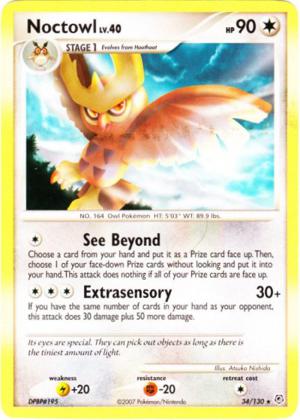 Noctowl LV.40 HP 90
STAGE 1 Evolves from Hoothoot
NO. 164 Owl Pokémon HT: 5'03" WT: 89.9 lbs.
See Beyond
Choose a card from your hand and put it as a Prize card face up. Then,
choose 1 of your face-down Prize cards without looking and put it into
your hand. This attack does nothing if all of your Prize cards are face up.
Extrasensory 30+
If you have the same number of cards in your hand as your opponent,
this attack does 30 damage plus 50 more damage.
Its eyes are special. They can pick out objects as long as there is
the tiniest bit of light.
Illus. Atsuko Nishida
weakness resistance retreat cost
+20 -20
DPBP#195 ©2007 Pokémon/Nintendo 34/130